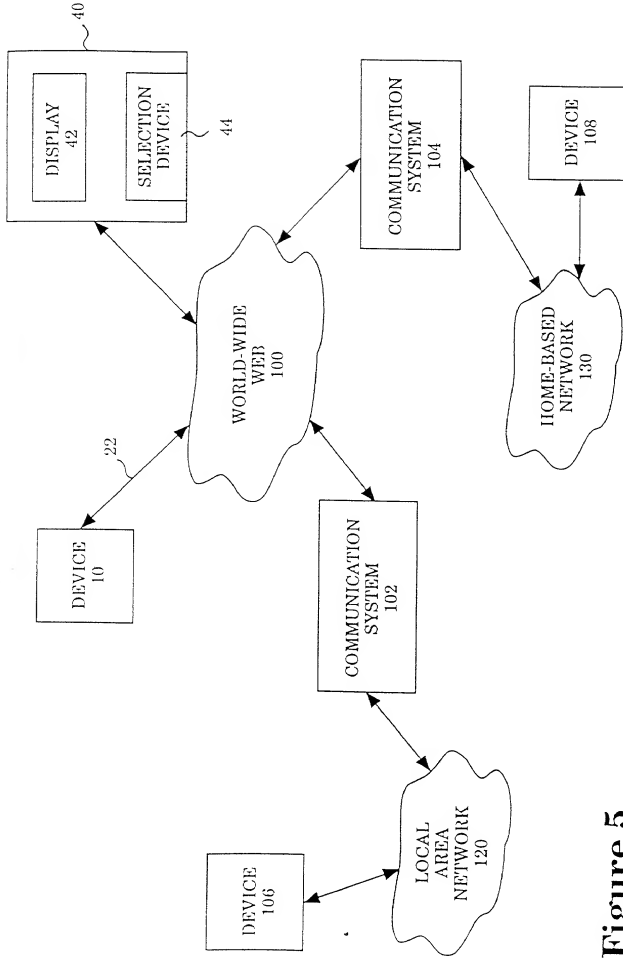 40
DISPLAY
42
SELECTION
DEVICE
44
22
DEVICE
10
WORLD-WIDE
WEB
100
COMMUNICATION
SYSTEM
104
COMMUNICATION
SYSTEM
102
DEVICE
108
HOME-BASED
NETWORK
130
DEVICE
106
LOCAL
AREA
NETWORK
120
Figure 5